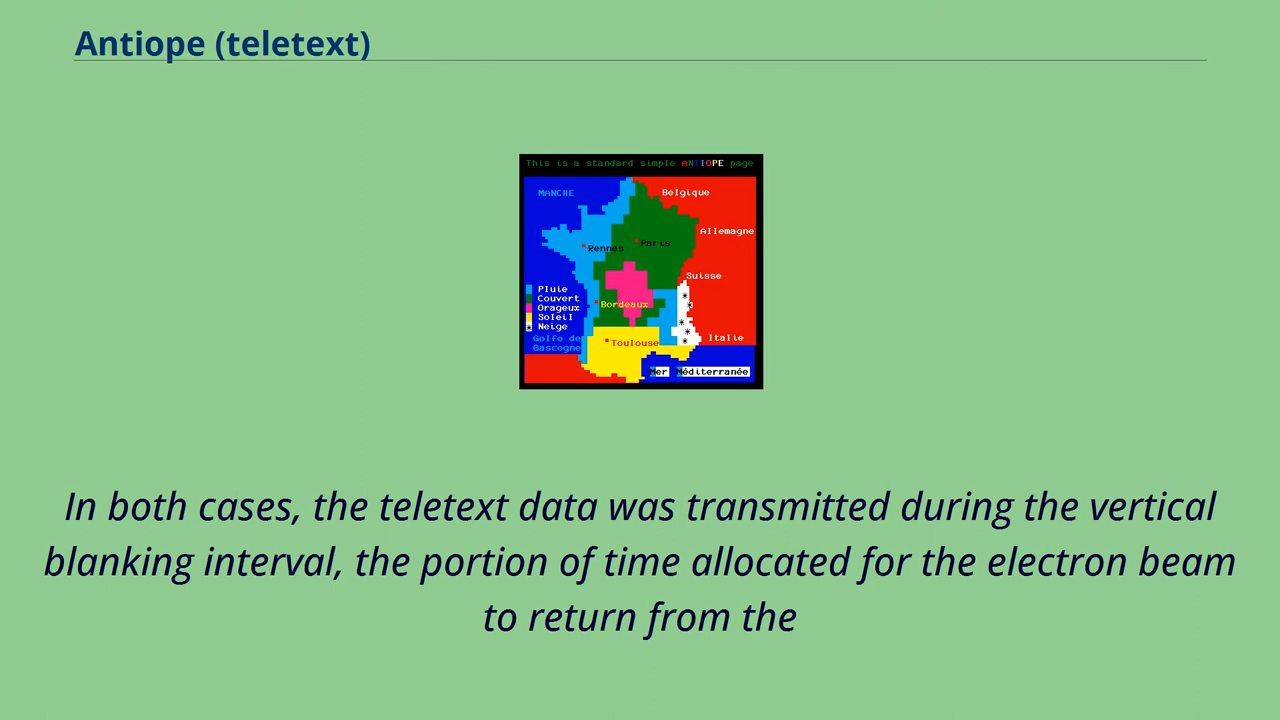 Antiope (teletext)
This is a standard simple ANTIOPE page
MANCHE
Belgique
Allemagne
Rennes
Paris
Suisse
Pluie
Couvert
Orageux
Soleil
Neige
Bordeaux
Golfe de
Gascogne
Toulouse
Italie
Mer Méditerranée
In both cases, the teletext data was transmitted during the vertical
blanking interval, the portion of time allocated for the electron beam
to return from the